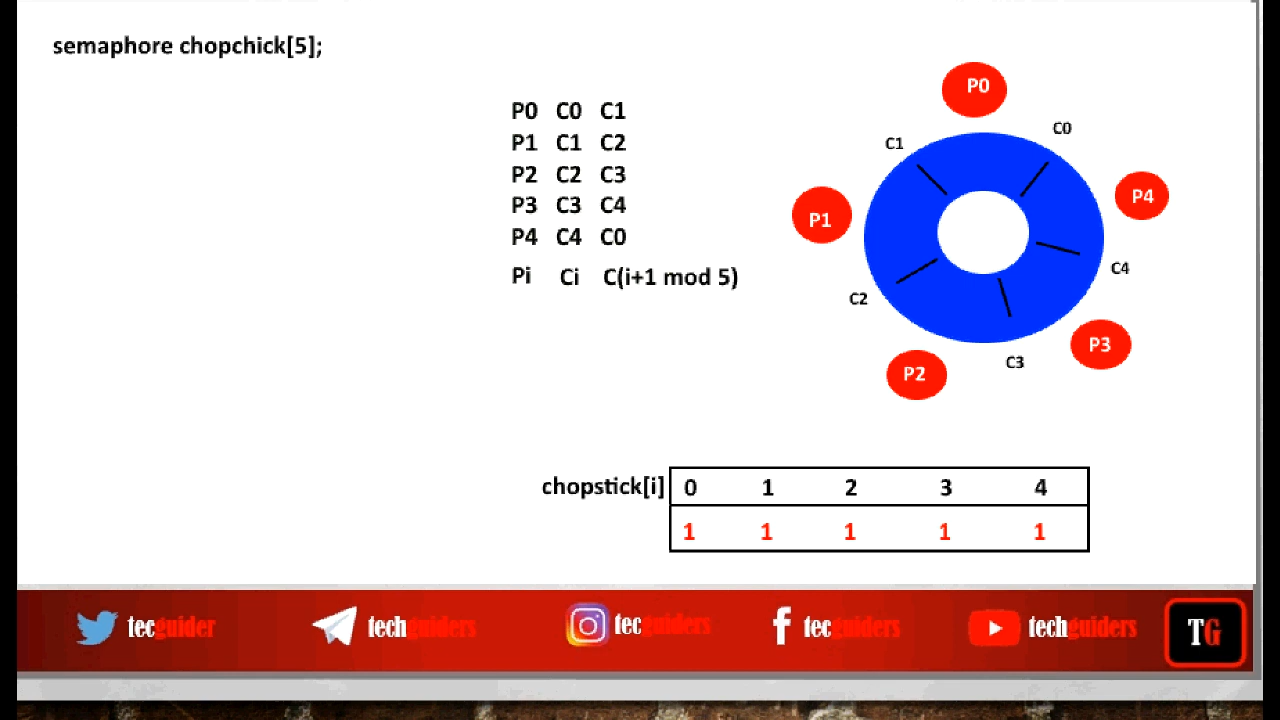 semaphore chopchick[5];
P0 C0 C1
P1 C1 C2
P2 C2 C3
P3 C3 C4
P4 C4 C0
Pi Ci C(i+1 mod 5)
P0
C0
C1
P4
P1
C4
C2
P3
C3
P2
chopstick[i] 0 1 2 3 4
1 1 1 1 1
tecguider techguiders tecguiders tecguiders techguiders TG